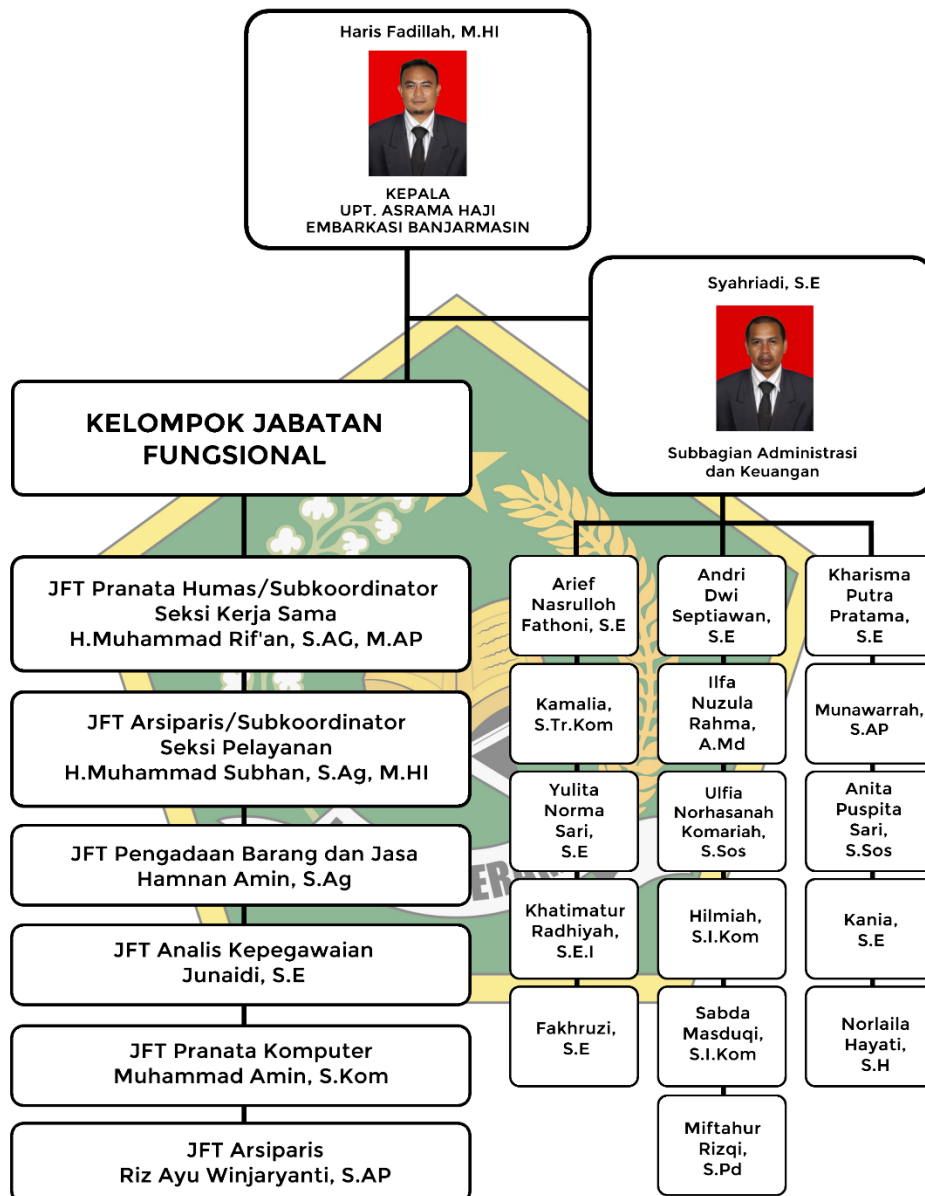 Haris Fadillah, M.HI
KEPALA
UPT. ASRAMA HAJI
EMBARKASI BANJARMASIN
Syahriadi, S.E
Subbagian Administrasi
dan Keuangan
KELOMPOK JABATAN
FUNGSIONAL
JFT Pranata Humas/Subkoordinator
Seksi Kerja Sama
H.Muhammad Rif'an, S.AG, M.AP
JFT Arsiparis/Subkoordinator
Seksi Pelayanan
H.Muhammad Subhan, S.Ag, M.HI
JFT Pengadaan Barang dan Jasa
Hamnan Amin, S.Ag
JFT Analis Kepegawaian
Junaidi, S.E
JFT Pranata Komputer
Muhammad Amin, S.Kom
JFT Arsiparis
Riz Ayu Winjaryanti, S.AP
Arief
Nasrulloh
Fathoni, S.E
Kamalia,
S.Tr.Kom
Yulita
Norma
Sari,
S.E
Khatimatur
Radhiyah,
S.E.I
Fakhruzi,
S.E
Andri
Dwi
Septiawan,
S.E
Ilfa
Nuzula
Rahma,
A.Md
Ulfia
Norhasanah
Komariah,
S.Sos
Hilmiah,
S.I.Kom
Sabda
Masduqi,
S.I.Kom
Miftahur
Rizqi,
S.Pd
Kharisma
Putra
Pratama,
S.E
Munawarrah,
S.AP
Anita
Puspita
Sari,
S.Sos
Kania,
S.E
Norlaila
Hayati,
S.H